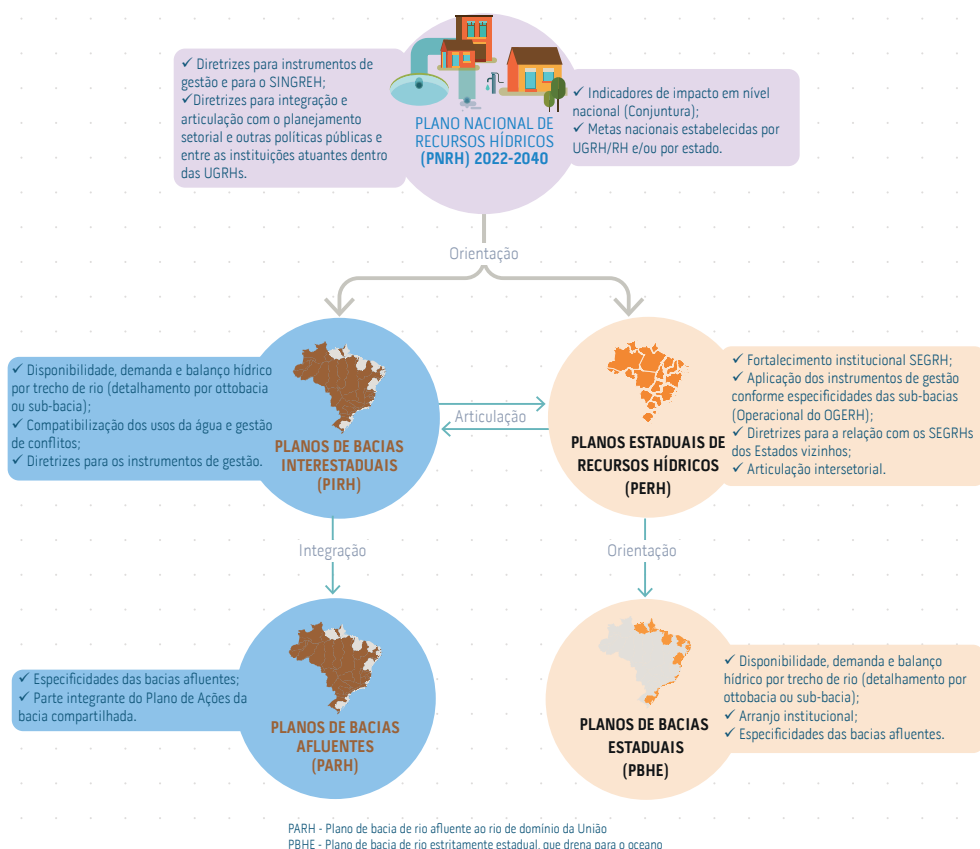 ✓ Diretrizes para instrumentos de
gestão e para o SINGREH;
✓Diretrizes para integração e
articulação com o planejamento
setorial e outras políticas públicas e
entre as instituições atuantes dentro
das UGRHs.
PLANO NACIONAL DE
RECURSOS HÍDRICOS
(PNRH) 2022-2040
✓ Indicadores de impacto em nível
nacional (Conjuntura);
✓ Metas nacionais estabelecidas por
UGRH/RH e/ou por estado.
Orientação
✓ Disponibilidade, demanda e balanço hídrico
por trecho de rio (detalhamento por ottobacia
ou sub-bacia);
✓ Compatibilização dos usos da água e gestão
de conflitos;
✓ Diretrizes para os instrumentos de gestão.
PLANOS DE BACIAS
INTERESTADUAIS
(PIRH)
Articulação
PLANOS ESTADUAIS DE
RECURSOS HÍDRICOS
(PERH)
✓ Fortalecimento institucional SEGRH;
✓ Aplicação dos instrumentos de gestão
conforme especificidades das sub-bacias
(Operacional do OGERH);
✓ Diretrizes para a relação com os SEGRHs
dos Estados vizinhos;
✓ Articulação intersetorial.
Integração
Orientação
✓ Especificidades das bacias afluentes;
✓ Parte integrante do Plano de Ações da
bacia compartilhada.
PLANOS DE BACIAS
AFLUENTES
(PARH)
PLANOS DE BACIAS
ESTADUAIS
(PBHE)
✓ Disponibilidade, demanda e balanço
hídrico por trecho de rio (detalhamento por
ottobacia ou sub-bacia);
✓ Arranjo institucional;
✓ Especificidades das bacias afluentes.
PARH - Plano de bacia de rio afluente ao rio de domínio da União
PBHE - Plano de bacia de rio estritamente estadual, que drena para o oceano